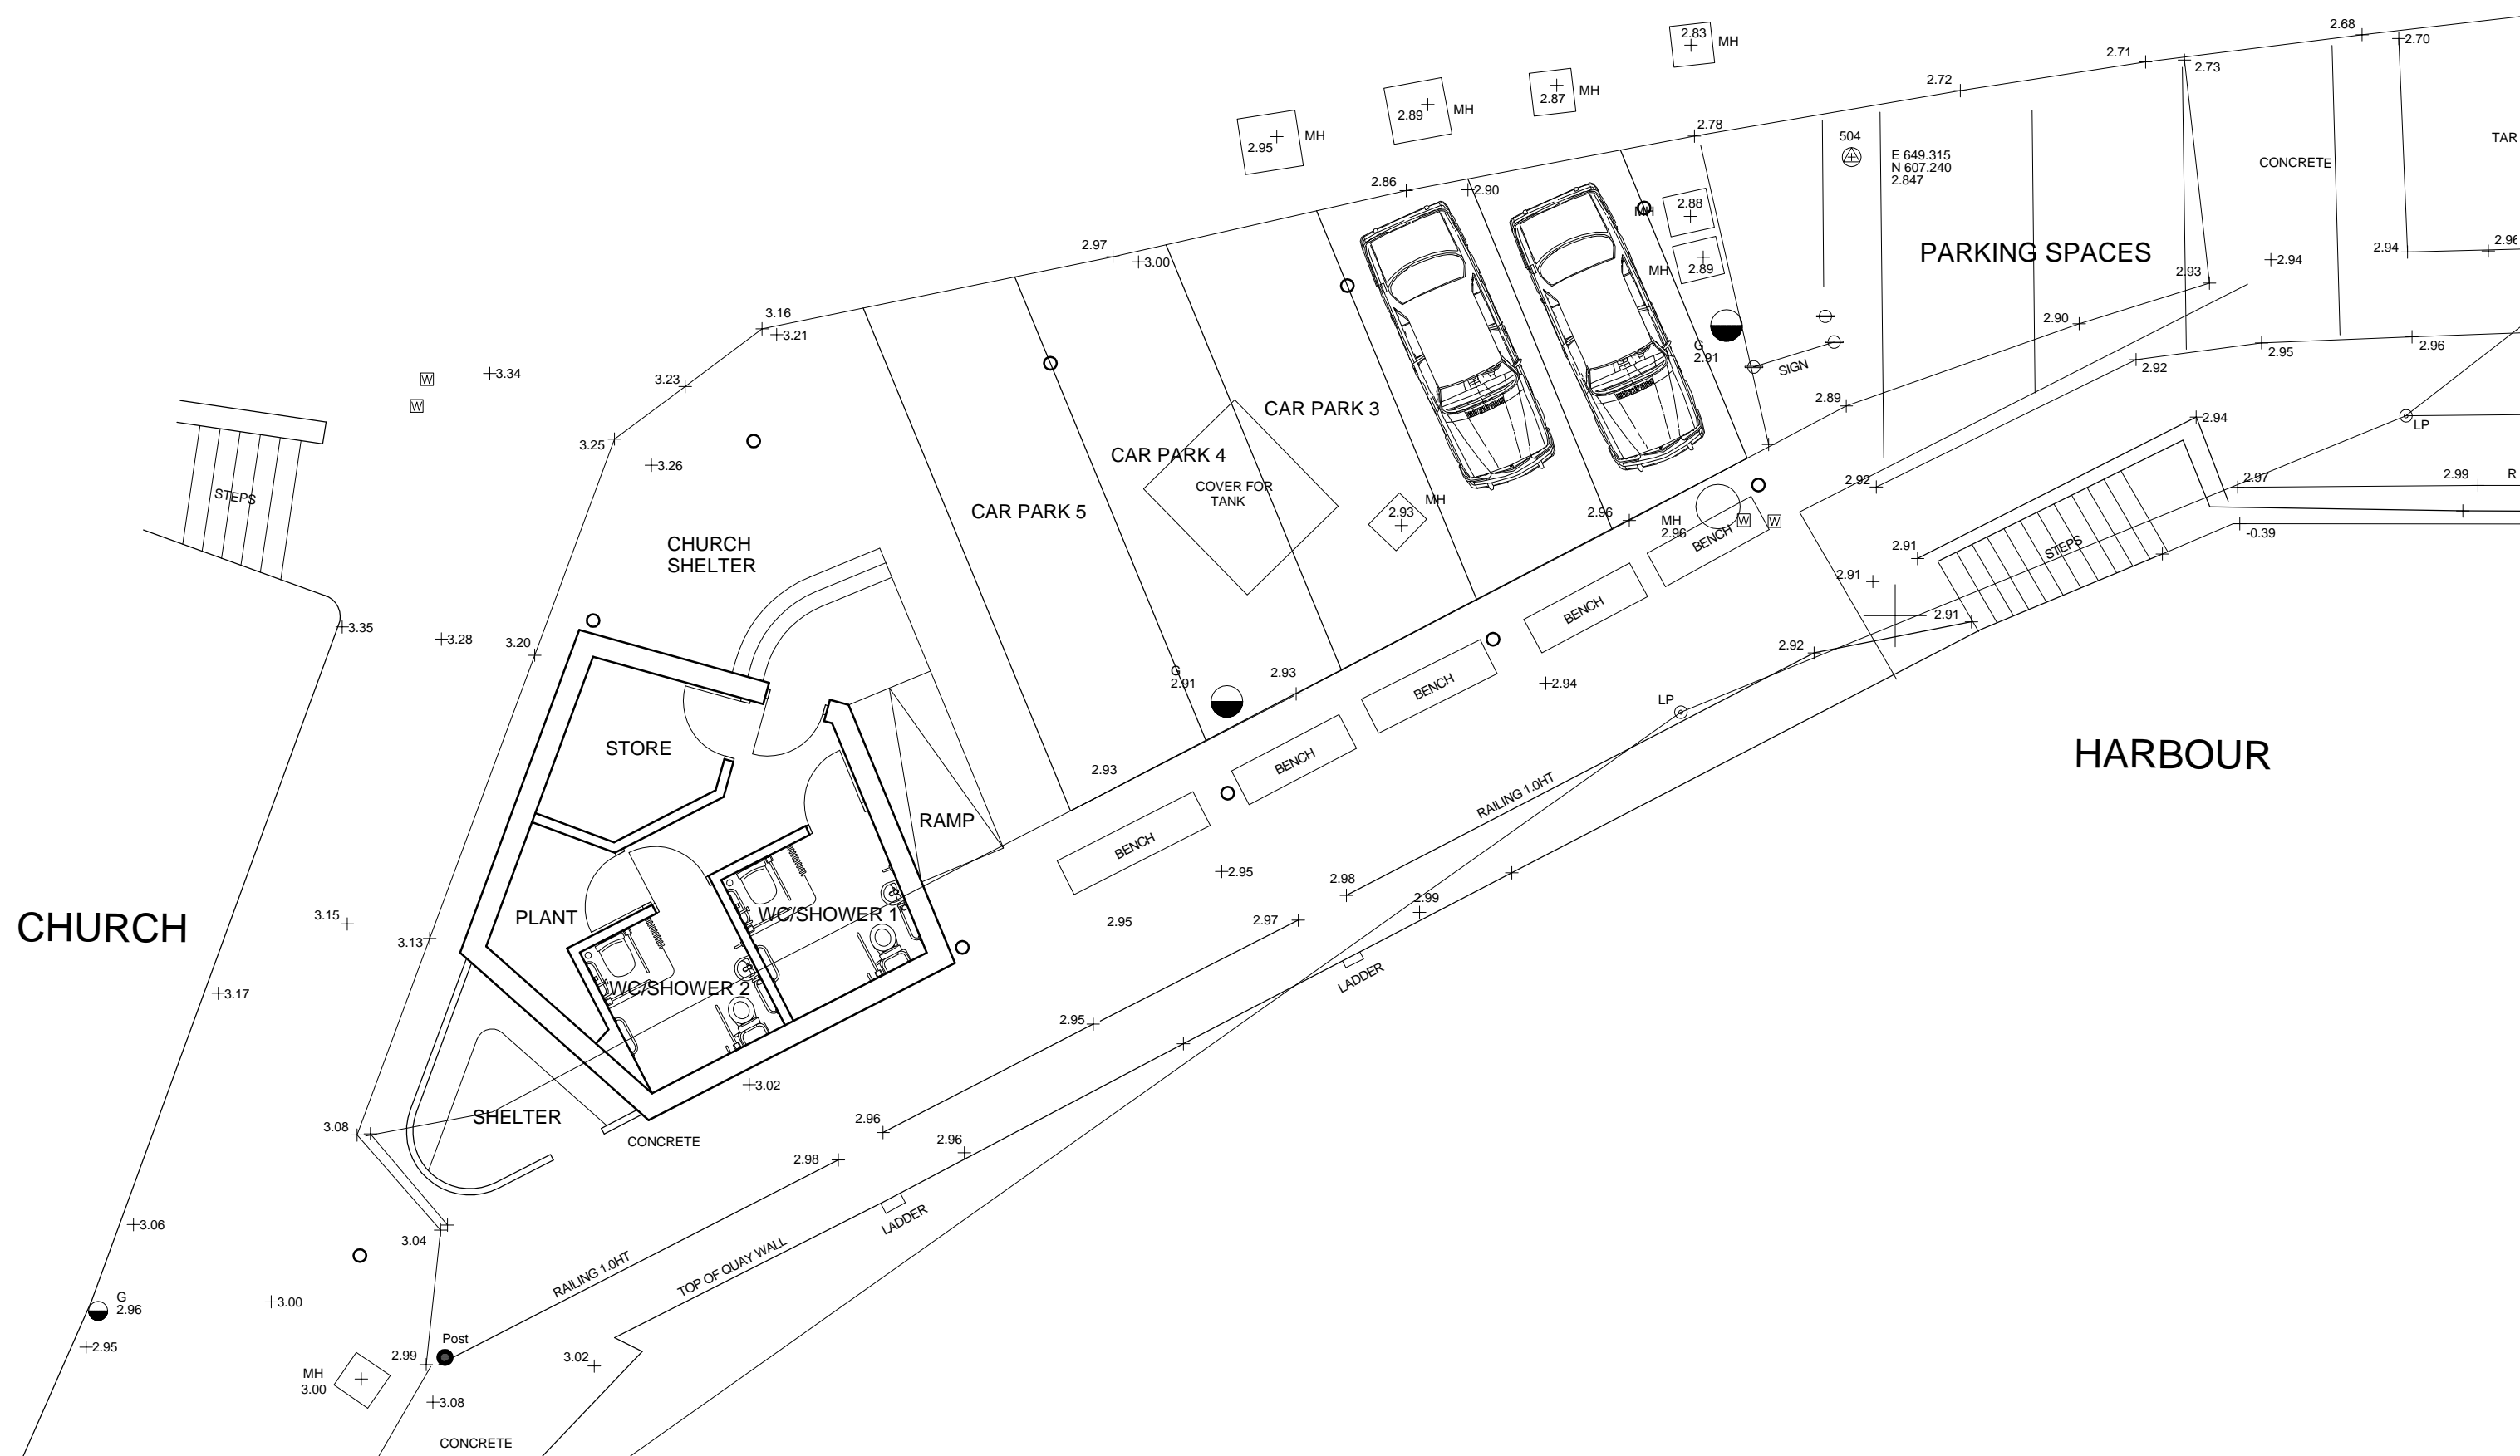 2.68
2.70
2.83
MH
2.71
2.73
2.72
2.87
MH
2.89
MH
2.95
MH
2.78
504
E 649.315
N 607.240
2.847
CONCRETE
TAR
2.86
2.90
2.88
MH
2.89
MH
PARKING SPACES
2.94
2.94
2.96
2.93
2.97
3.00
3.16
3.21
2.90
G
2.91
SIGN
2.95
2.96
2.92
W
W
3.34
3.23
CAR PARK 3
2.89
2.94
LP
3.25
3.26
CAR PARK 4
COVER FOR
TANK
STEPS
CAR PARK 5
MH
2.93
2.96
MH
2.96
W
W
BENCH
2.92
2.97
2.99
R
-0.39
STEPS
2.91
2.91
2.91
CHURCH
SHELTER
3.35
3.28
3.20
BENCH
2.92
G
2.91
2.93
BENCH
2.94
LP
STORE
BENCH
2.93
HARBOUR
RAILING 1.0HT
RAMP
BENCH
2.95
2.98
2.99
CHURCH
3.15
3.13
PLANT
WC/SHOWER 1
2.95
2.97
LADDER
3.17
WC/SHOWER 2
2.95
3.02
3.08
SHELTER
CONCRETE
2.96
2.96
2.98
LADDER
3.06
3.04
RAILING 1.0HT
TOP OF QUAY WALL
G
2.96
3.00
2.95
Post
2.99
3.02
MH
3.00
3.08
CONCRETE